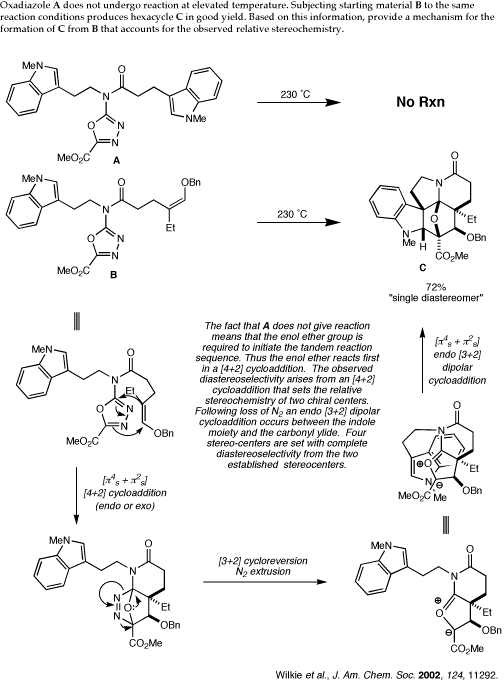 Oxadiazole A does not undergo reaction at elevated temperature. Subjecting starting material B to the same
reaction conditions produces hexacycle C in good yield. Based on this information, provide a mechanism for the
formation of C from B that accounts for the observed relative stereochemistry.
MeN
O
N
O
N
N
MeO2C
N
Me
A
230 °C
No Rxn
MeN
O
OBn
N
O
N
N
Et
MeO2C
B
230 °C
O
N
O
Et
OBn
N
Me
H
CO2Me
C
72%
"single diastereomer"
The fact that A does not give reaction
means that the enol ether group is
required to initiate the tandem reaction
sequence. Thus the enol ether reacts first
in a [4+2] cycloaddition. The observed
diastereoselectivity arises from an [4+2]
cycloaddition that sets the relative
stereochemistry of two chiral centers.
Following loss of N2 an endo [3+2] dipolar
cycloaddition occurs between the indole
moiety and the carbonyl ylide. Four
stereo-centers are set with complete
diastereoselectivity from the two
established stereocenters.
[π4s + π2s]
endo [3+2]
dipolar
cycloaddition
MeN
O
N
Et
O
N
N
MeO2C
OBn
[π4s + π2s]
[4+2] cycloaddition
(endo or exo)
O
N
⊕
O
Et
⊖
OBn
N
MeO2C
Me
MeN
O
N
N
N
O:
Et
OBn
CO2Me
[3+2] cycloreversion
N2 extrusion
MeN
O
N
⊕
O
Et
OBn
⊖
CO2Me
Wilkie et al., J. Am. Chem. Soc. 2002, 124, 11292.